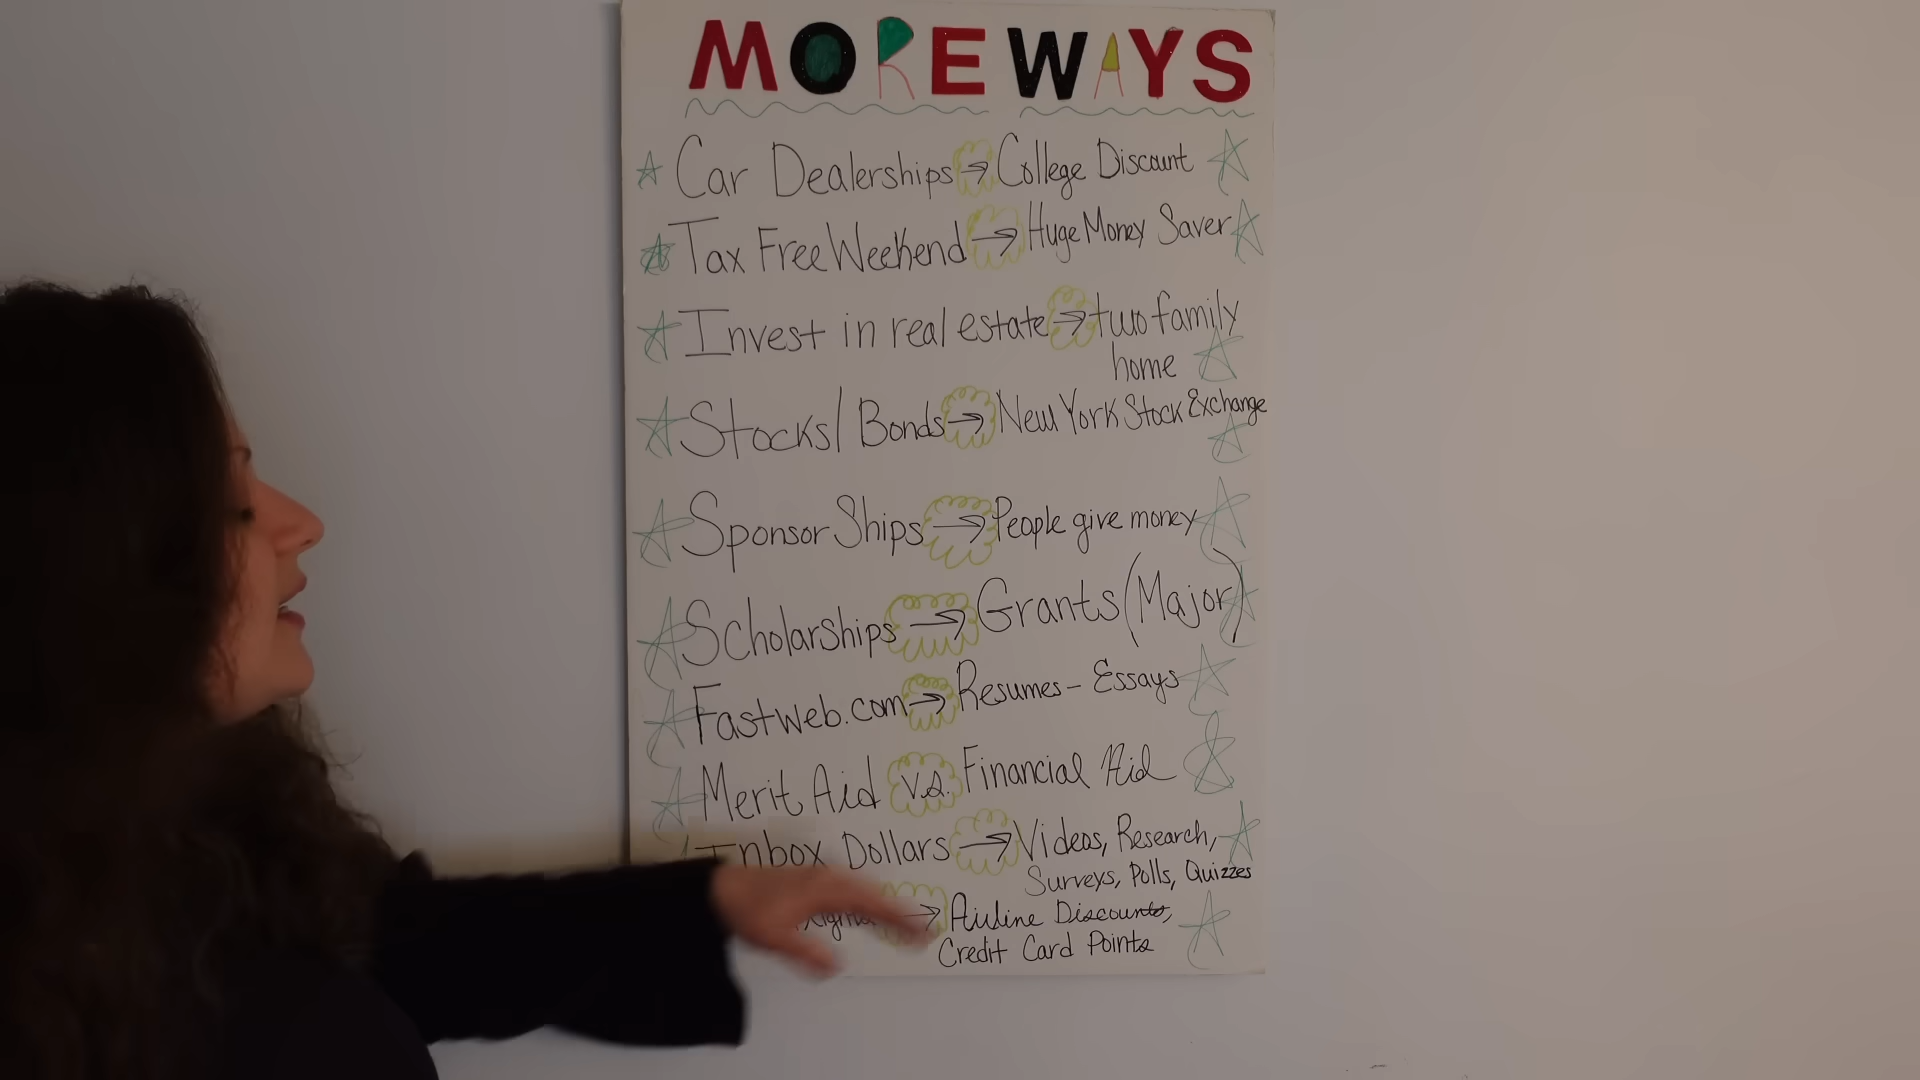 MORE WAYS
Car Dealerships → College Discount
Tax Free Weekend → Huge Money Saver
Invest in real estate → two family
home
Stocks/Bonds → New York Stock Exchange
Sponsor Ships → People give money
Scholarships → Grants (Major)
Fastweb.com → Resumes - Essays
Merit Aid v.s. Financial Aid
Inbox Dollars → Videos, Research,
Surveys, Polls, Quizzes
→ Airline Discounts,
Credit Card Points